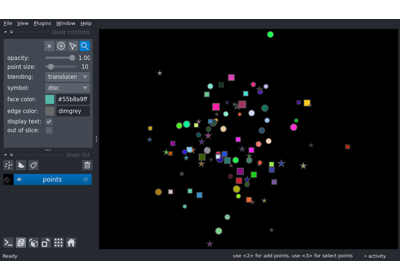 File View Plugins Window Help
layer controls
opacity: 1.00
point size: 10
blending: translucen
symbol: disc
face color: #55b8a9ff
edge color: dimgrey
display text:
out of slice:
layer list
points
Ready
use <2> for add points, use <3> for select points
activity